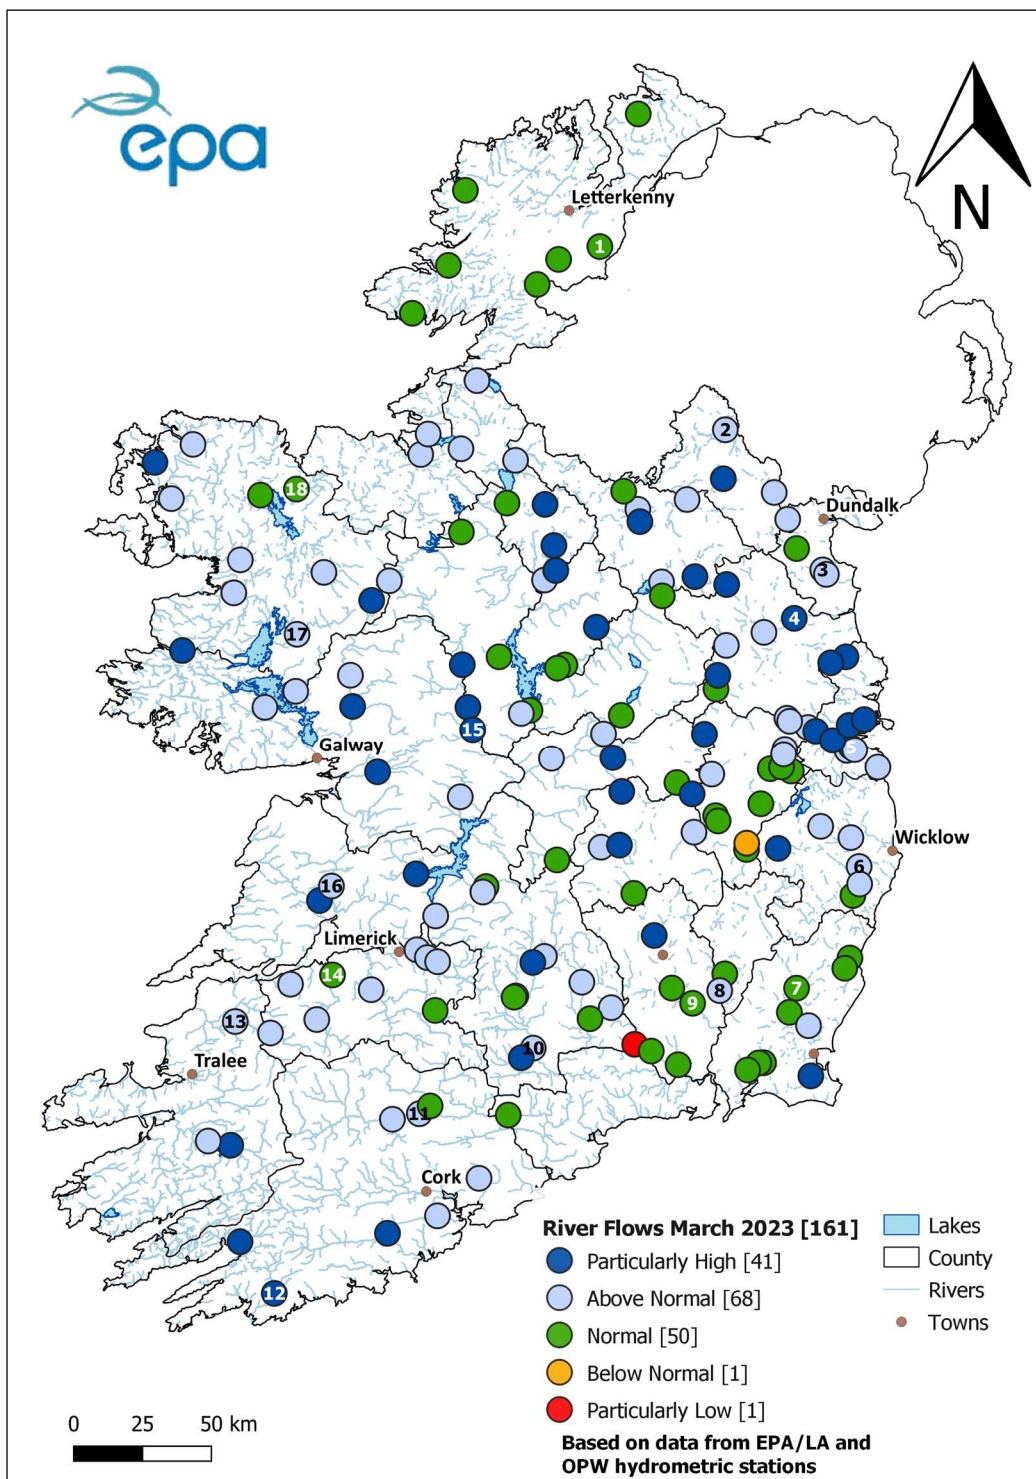 epa
N
Letterkenny
1
2
Dundalk
18
3
4
17
15
Galway
5
Wicklow
6
16
Limerick
14
7
8
9
13
10
Tralee
11
Cork
12
River Flows March 2023 [161]
Particularly High [41]
Above Normal [68]
Normal [50]
Below Normal [1]
Particularly Low [1]
Based on data from EPA/LA and
OPW hydrometric stations
Lakes
County
Rivers
Towns
0 25 50 km